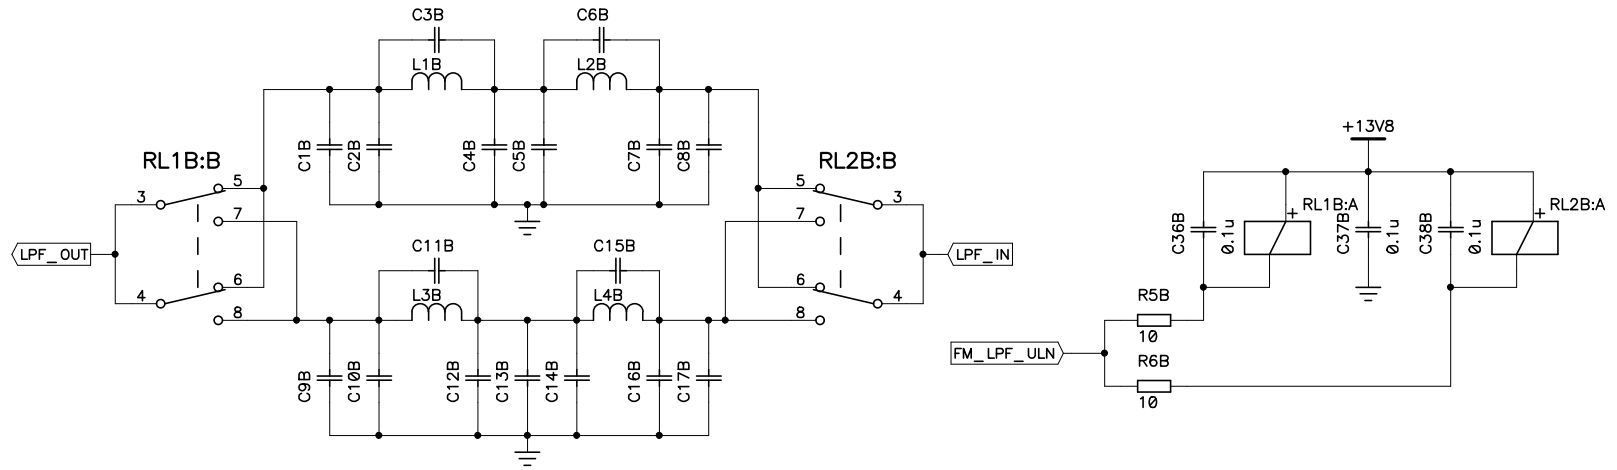 C3B
C6B
L1B
L2B
C1B
C2B
C4B
C5B
C7B
C8B
RL1B:B
RL2B:B
3
5
7
5
3
7
LPF_OUT
LPF_IN
4
6
8
6
4
8
C11B
C15B
L3B
L4B
C9B
C10B
C12B
C13B
C14B
C16B
C17B
+13V8
C36B
0.1u
+
RL1B:A
C37B
0.1u
C38B
0.1u
+
RL2B:A
R5B
10
FM_LPF_ULN
R6B
10